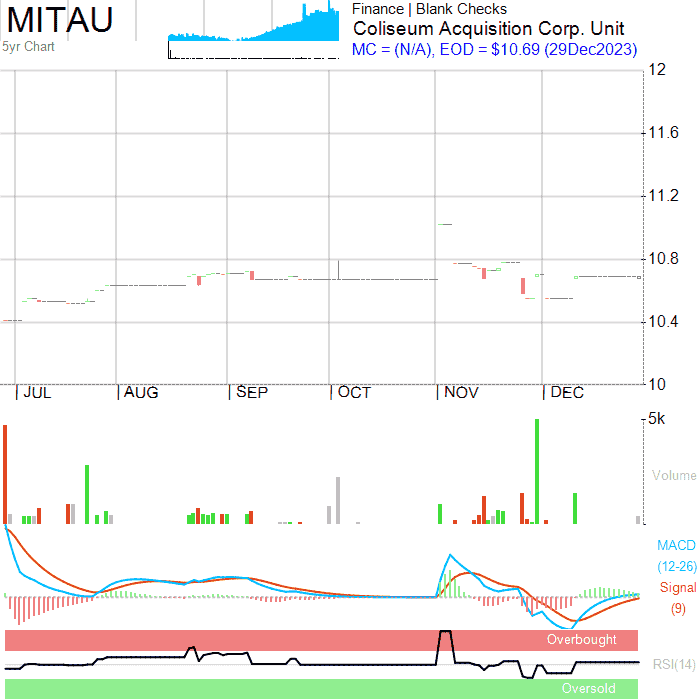 MITAU
5yr Chart
Finance | Blank Checks
Coliseum Acquisition Corp. Unit
MC = (N/A), EOD = $10.69 (29Dec2023)
12
11.6
11.2
10.8
10.4
10
JUL AUG SEP OCT NOV DEC
5k
Volume
MACD
(12-26)
Signal
(9)
Overbought
RSI(14)
Oversold